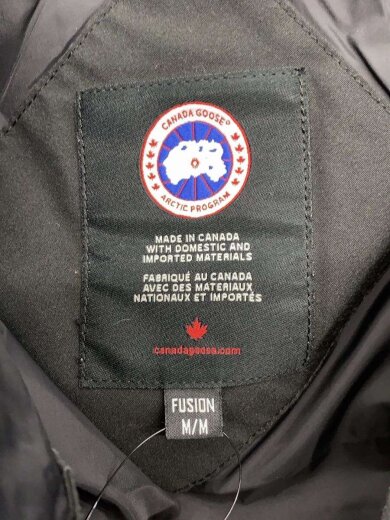 CANADA GOOSE®
ARCTIC PROGRAM
MADE IN CANADA
WITH DOMESTIC AND
IMPORTED MATERIALS
FABRIQUÉ AU CANADA
AVEC DES MATERIAUX
NATIONAUX ET IMPORTÉS
canadagoose.com
FUSION
M/M